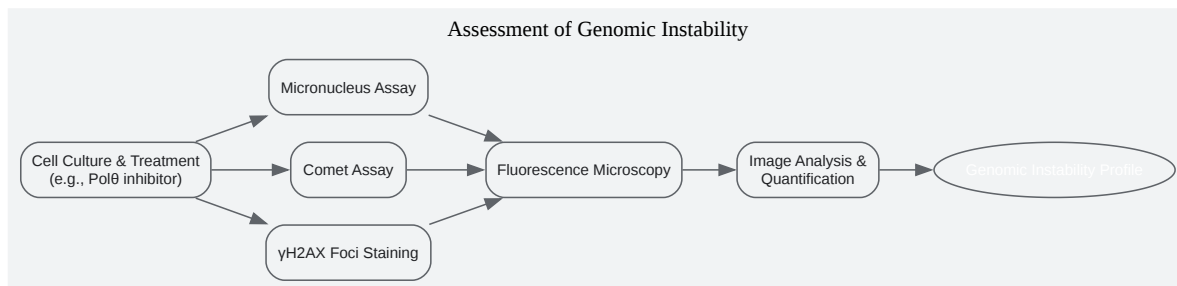 Assessment of Genomic Instability
Micronucleus Assay
Cell Culture & Treatment
(e.g., Polθ inhibitor)
Comet Assay
Fluorescence Microscopy
Image Analysis &
Quantification
Genomic Instability Profile
γH2AX Foci Staining